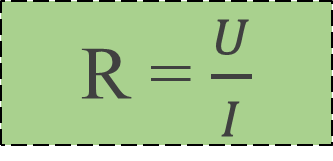 R = U/I